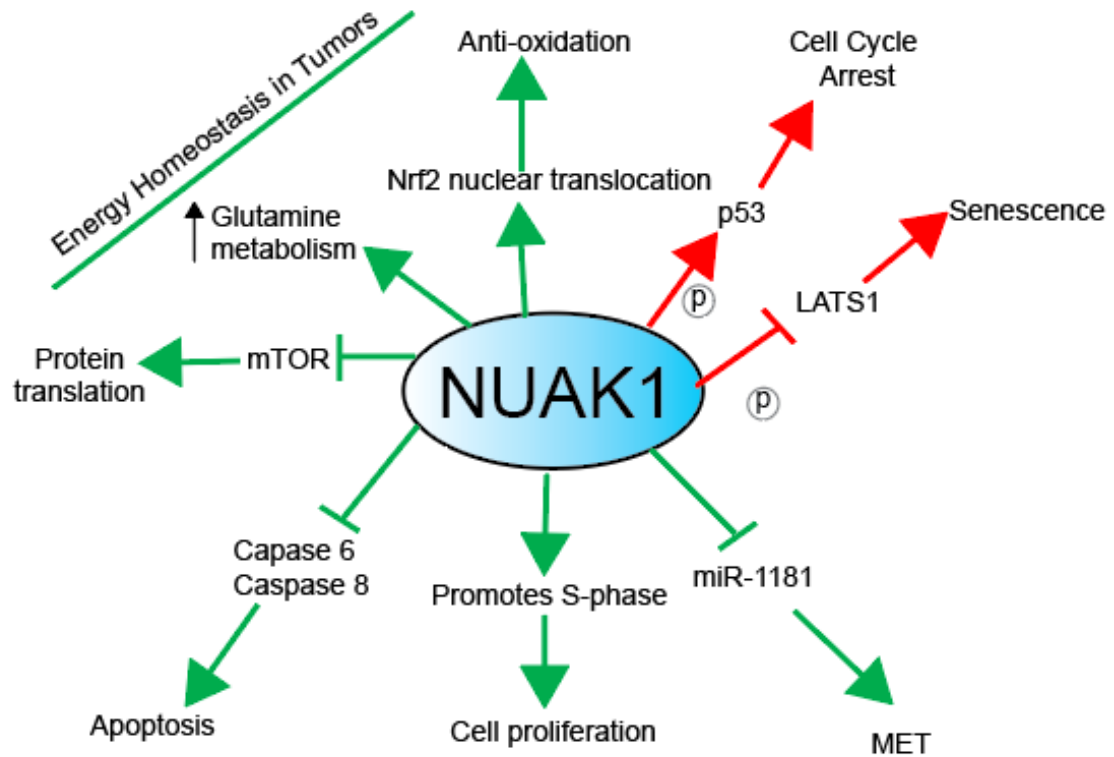 Energy Homeostasis in Tumors
Anti-oxidation
Cell Cycle
Arrest
Nrf2 nuclear translocation
Glutamine
metabolism
p53
Senescence
p
LATS1
Protein
translation
mTOR
NUAK1
p
Capase 6
Caspase 8
Promotes S-phase
miR-1181
Apoptosis
Cell proliferation
MET